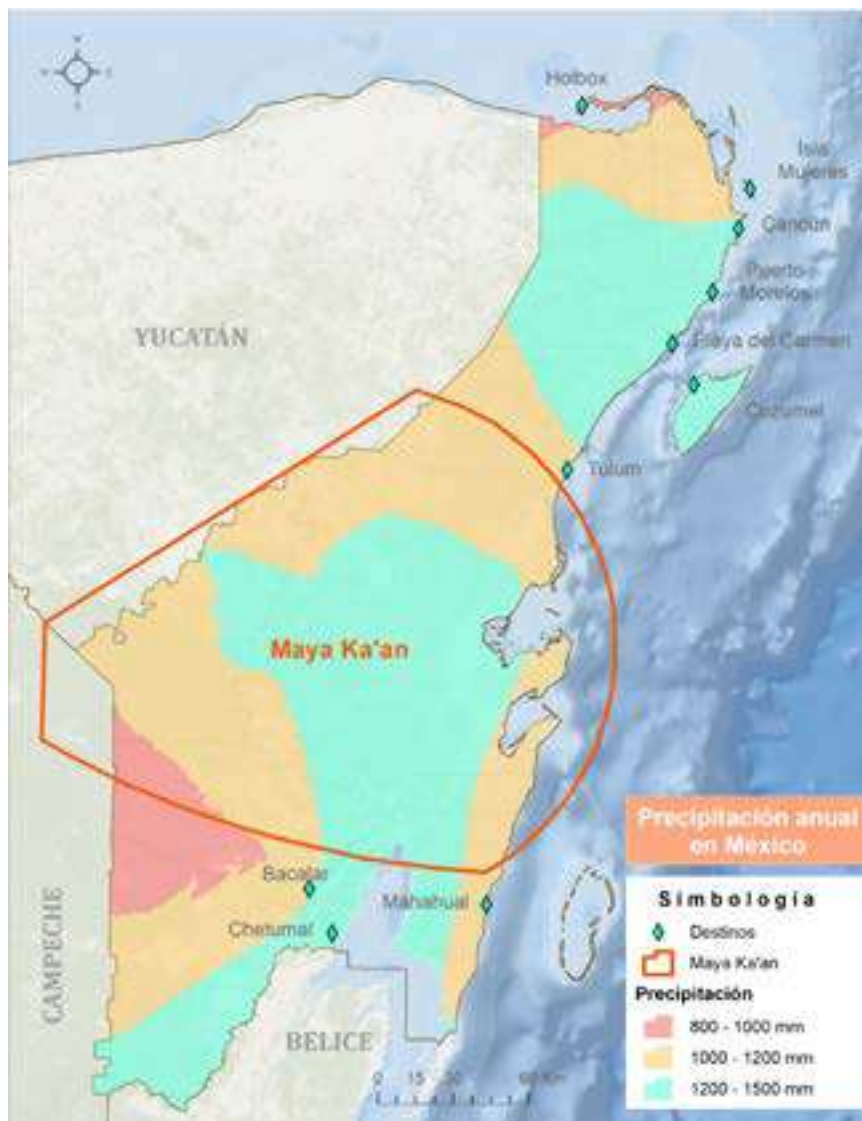 Holbox
Isla
Mujeres
Cancún
Puerto
Morelos
YUCATÁN
Playa del Carmen
Cozumel
Tulum
Maya Ka'an
Precipitación anual
en México
Bacalar
Mahahual
Chetumal
CAMPECHE
BELICE
Simbología
Destinos
Maya Ka'an
Precipitación
800 - 1000 mm
1000 - 1200 mm
1200 - 1500 mm
0 15 30 60 Km